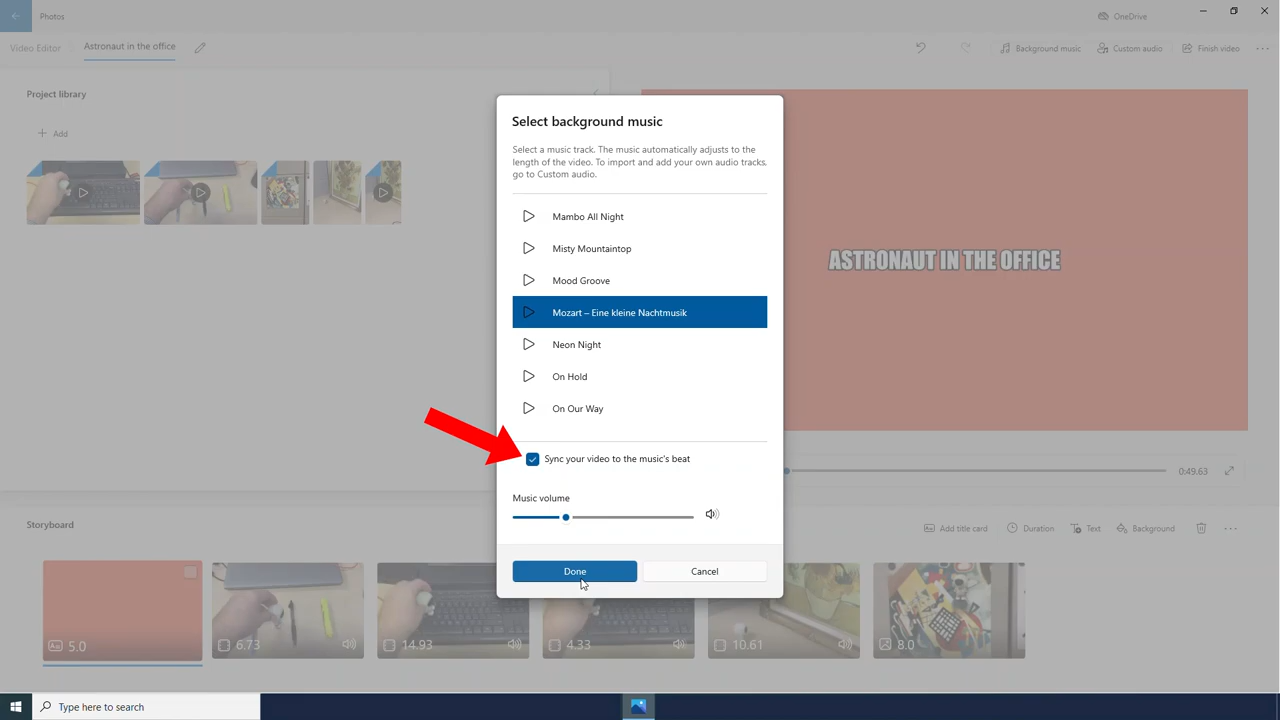 Photos
OneDrive
Video Editor
Astronaut in the office
Background music
Custom audio
Finish video
Project library
Add
Select background music
Select a music track. The music automatically adjusts to the
length of the video. To import and add your own audio tracks,
go to Custom audio.
Mambo All Night
Misty Mountaintop
Mood Groove
Mozart – Eine kleine Nachtmusik
Neon Night
On Hold
On Our Way
Sync your video to the music's beat
Music volume
Done
Cancel
ASTRONAUT IN THE OFFICE
0:49.63
Storyboard
Add title card
Duration
Text
Background
5.0
6.73
14.93
4.33
10.61
8.0
Type here to search